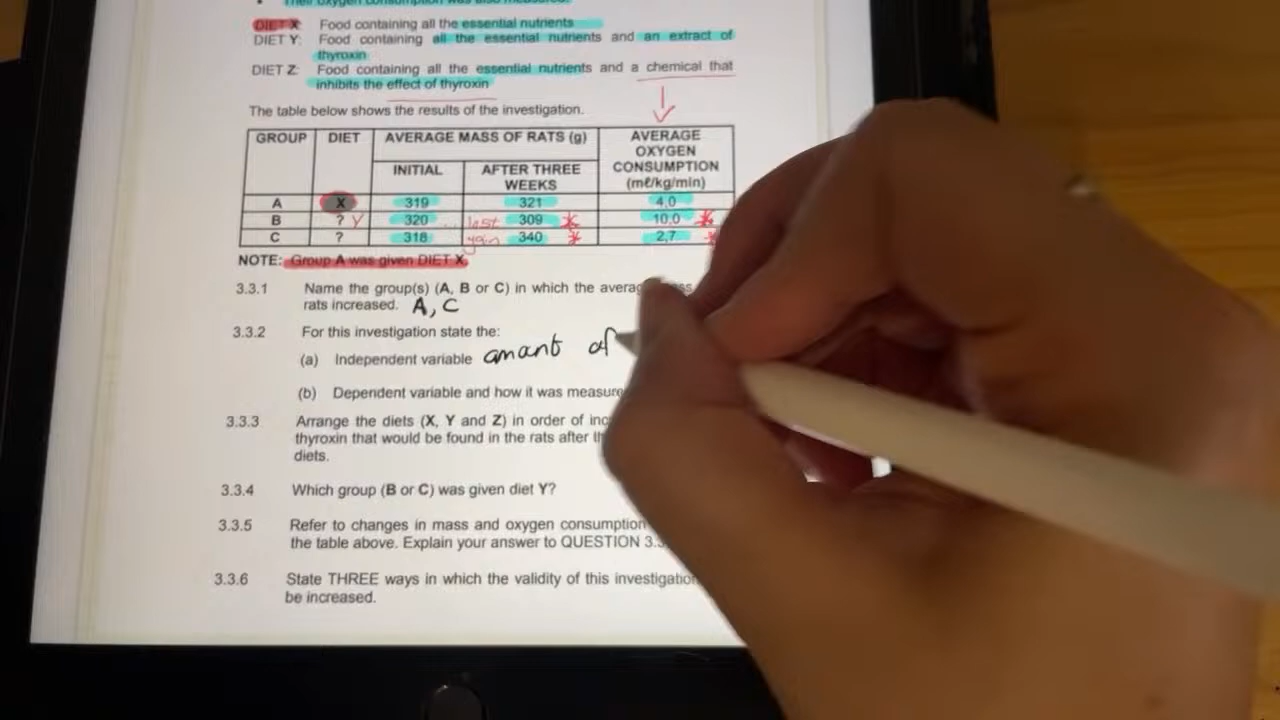 Their oxygen consumption was also measured.
DIET X: Food containing all the essential nutrients
DIET Y: Food containing all the essential nutrients and an extract of
thyroxin
DIET Z: Food containing all the essential nutrients and a chemical that
inhibits the effect of thyroxin
The table below shows the results of the investigation.
GROUP DIET AVERAGE MASS OF RATS (g) AVERAGE OXYGEN CONSUMPTION (mℓ/kg/min)
INITIAL AFTER THREE WEEKS
A X 319 321 4,0
B ? Y 320 lost 309 * 10,0 *
C ? 318 gain 340 * 2,7 *
NOTE: Group A was given DIET X.
3.3.1 Name the group(s) (A, B or C) in which the average
rats increased. A, C
3.3.2 For this investigation state the:
(a) Independent variable amant of
(b) Dependent variable and how it was measure
3.3.3 Arrange the diets (X, Y and Z) in order of inc
thyroxin that would be found in the rats after th
diets.
3.3.4 Which group (B or C) was given diet Y?
3.3.5 Refer to changes in mass and oxygen consumption
the table above. Explain your answer to QUESTION 3.3
3.3.6 State THREE ways in which the validity of this investigation
be increased.